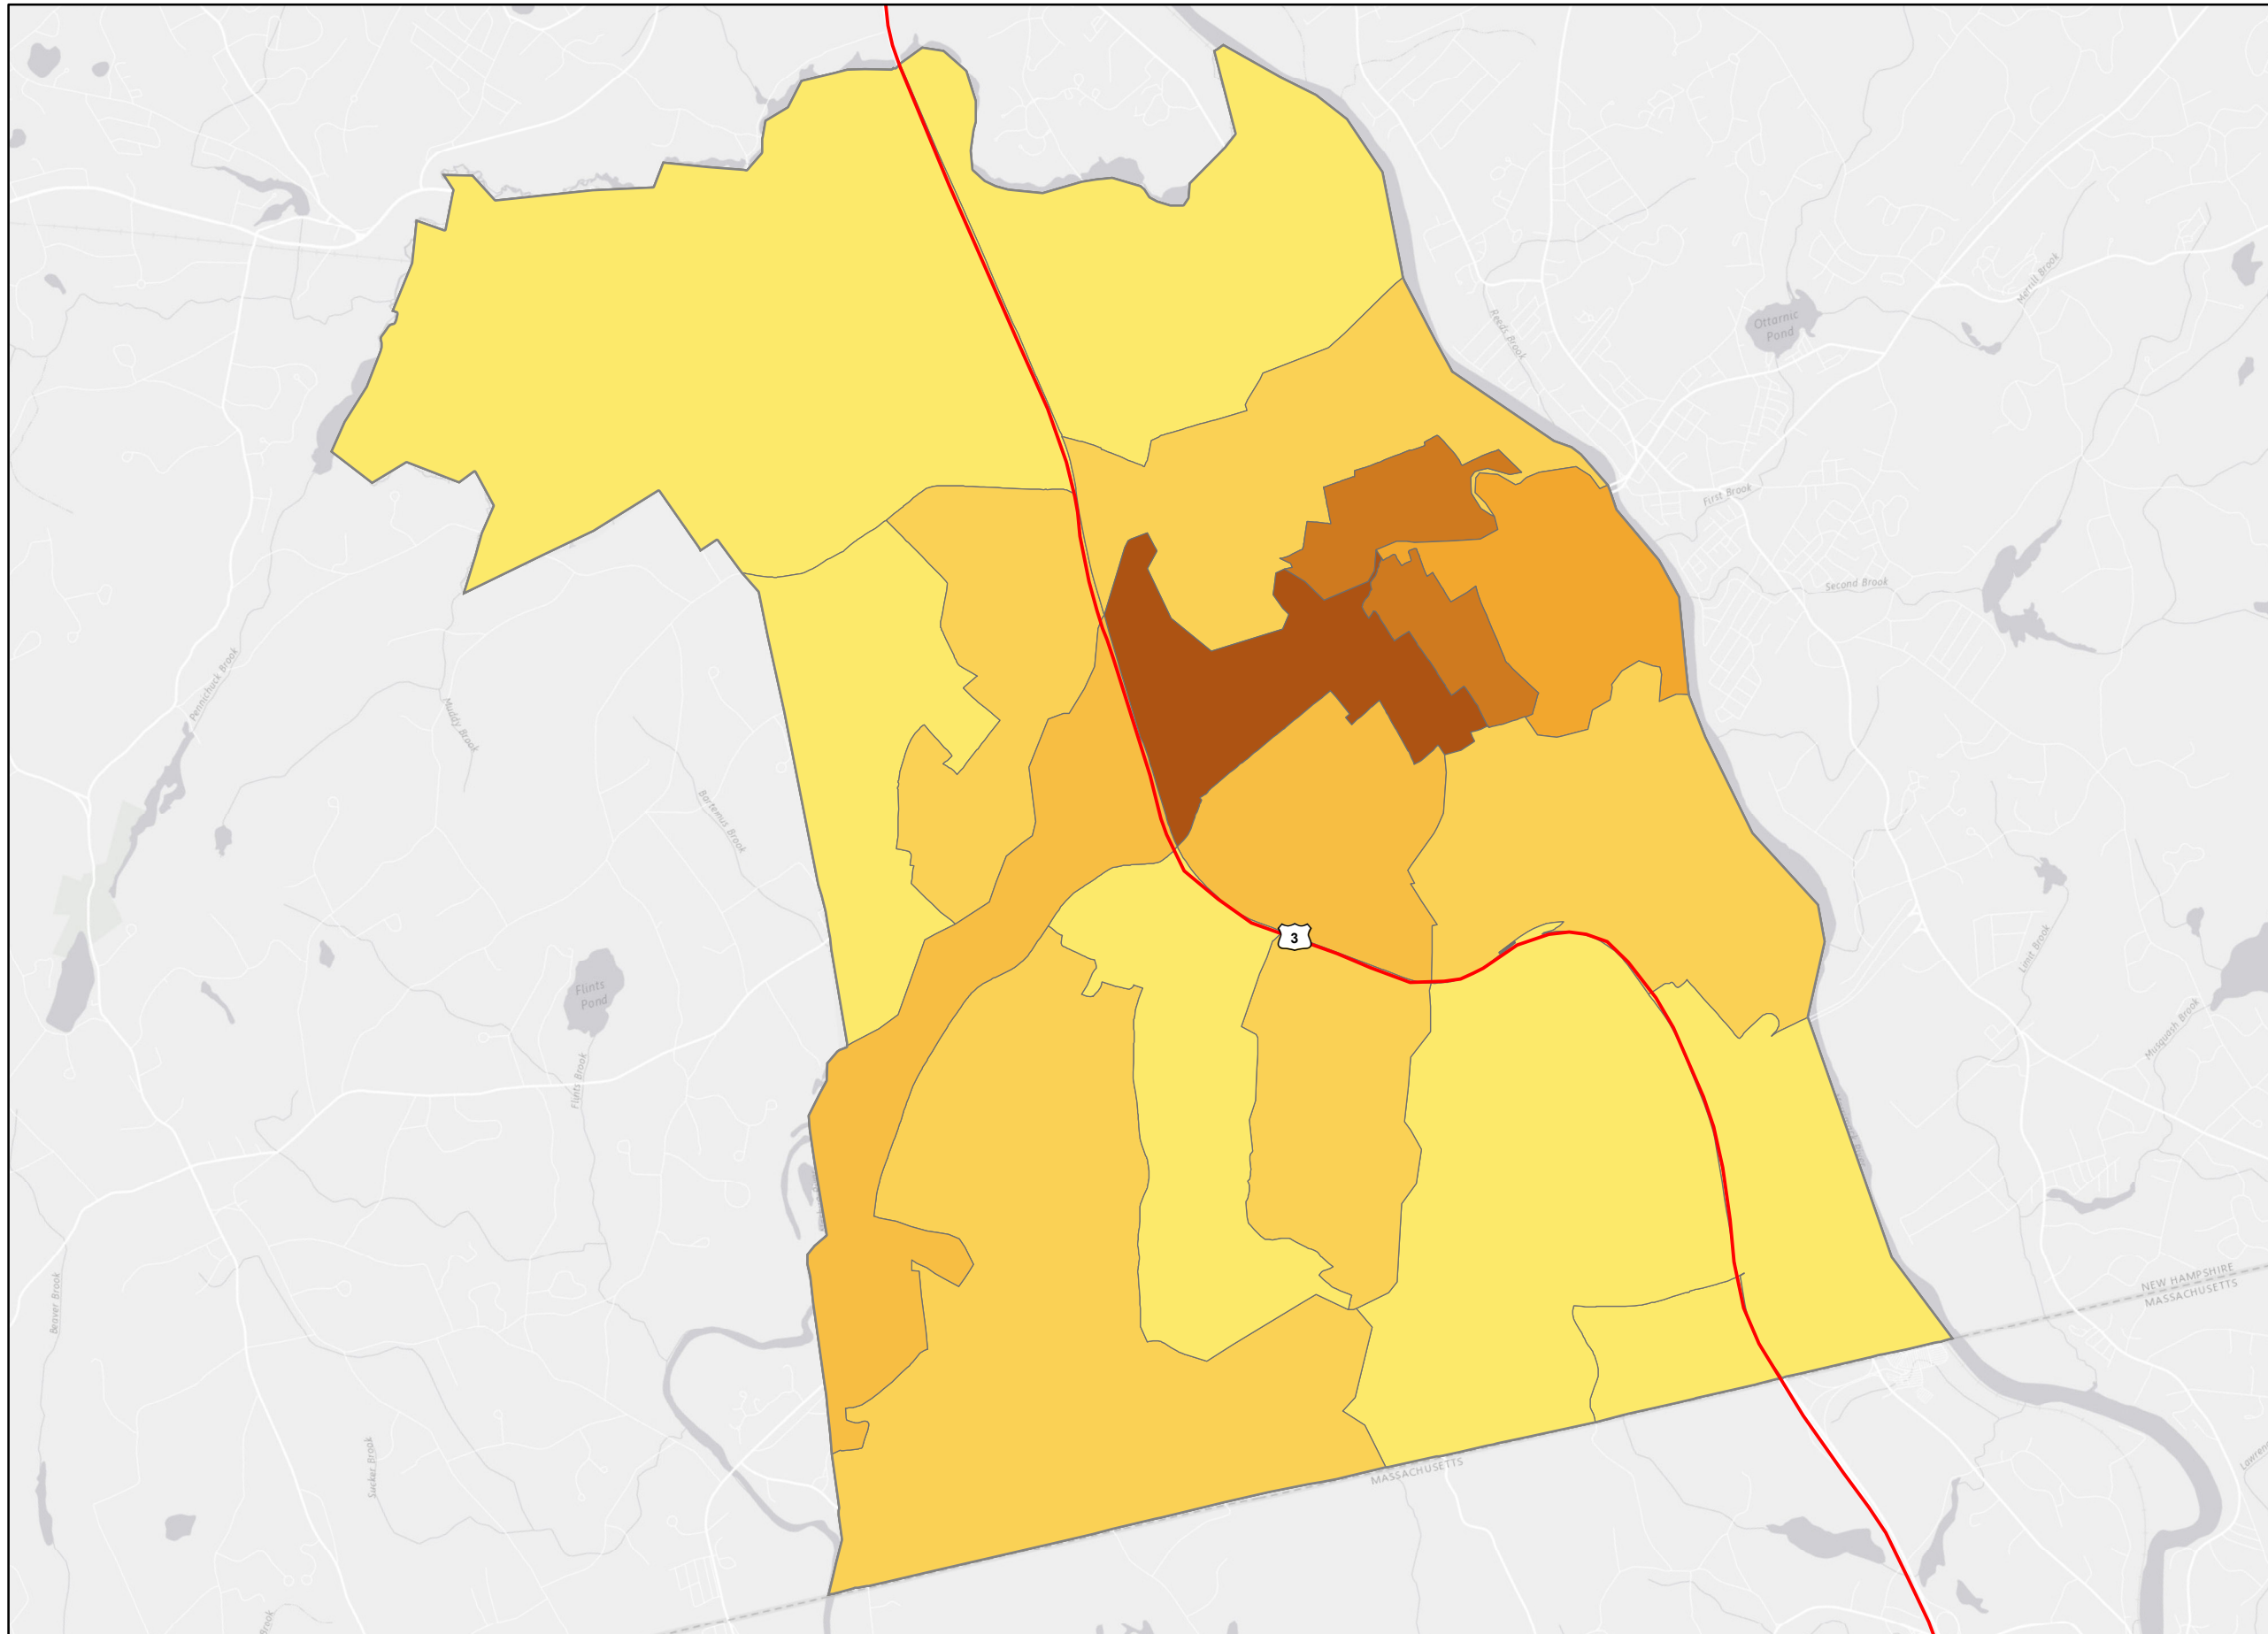 Merrill Brook
Ottarnic
Pond
Reeds Brook
First Brook
Second Brook
Pennichuck Brook
Muddy Brook
Bartemus Brook
3
Limit Brook
Flints
Pond
Musquash Brook
Flints Brook
NEW HAMPSHIRE
MASSACHUSETTS
Beaver Brook
Sucker Brook
MASSACHUSETTS
Brook